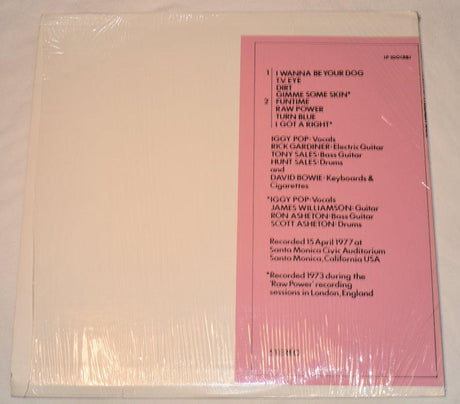 1 I WANNA BE YOUR DOG
T.V. EYE
DIRT
GIMME SOME SKIN*
2 FUNTIME
RAW POWER
TURN BLUE
I GOT A RIGHT*
IGGY POP: Vocals
RICK GARDINER: Electric Guitar
TONY SALES: Bass Guitar
HUNT SALES: Drums
and
DAVID BOWIE: Keyboards &
Cigarettes
*IGGY POP: Vocals
JAMES WILLIAMSON: Guitar
RON ASHETON: Bass Guitar
SCOTT ASHETON: Drums
Recorded 15 April 1977 at
Santa Monica Civic Auditorium
Santa Monica, California USA
*Recorded 1973 during the
'Raw Power' recording
sessions in London, England
STEREO